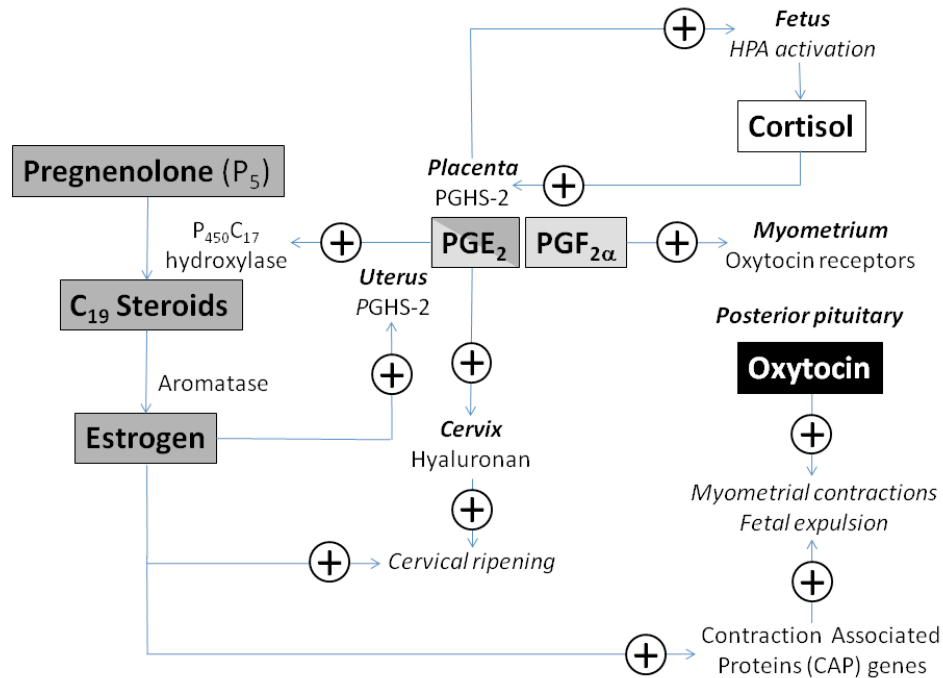 Fetus
HPA activation
Cortisol
Pregnenolone (P5)
Placenta
PGHS-2
P450C17
hydroxylase
PGE2
PGF2α
Myometrium
Oxytocin receptors
Uterus
PGHS-2
C19 Steroids
Posterior pituitary
Oxytocin
Aromatase
Estrogen
Cervix
Hyaluronan
Myometrial contractions
Fetal expulsion
Cervical ripening
Contraction Associated
Proteins (CAP) genes
+
+
+
+
+
+
+
+
+
+
+